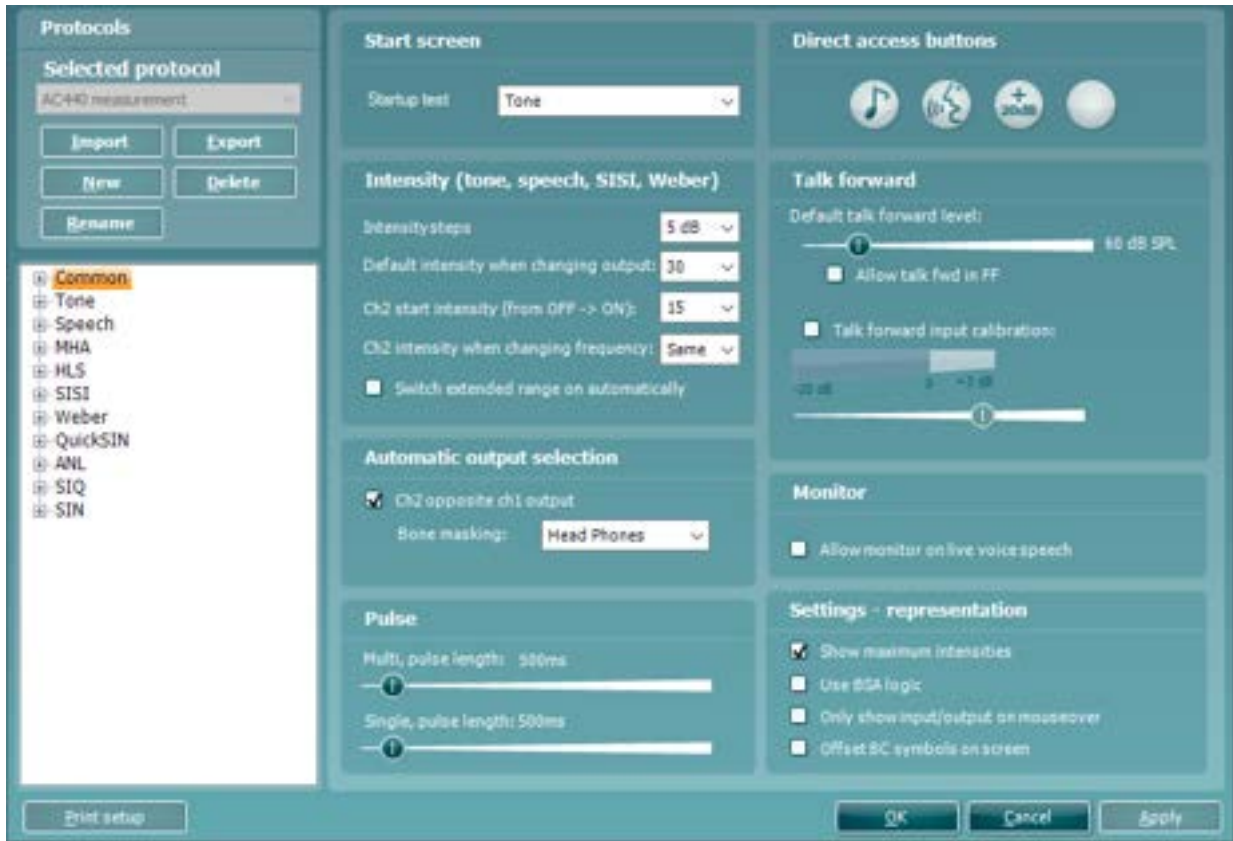 Protocols
Selected protocol
AC440 measurement
Import
Export
New
Delete
Rename
Common
Tone
Speech
MHA
HLS
SISI
Weber
QuickSIN
ANL
SIQ
SIN
Print setup
Start screen
Startup test
Tone
Intensity (tone, speech, SISI, Weber)
Intensity steps
5 dB
Default intensity when changing output:
30
Ch2 start intensity (from OFF -> ON):
15
Ch2 intensity when changing frequency:
Same
Switch extended range on automatically
Automatic output selection
Ch2 opposite ch1 output
Bone masking:
Head Phones
Pulse
Multi, pulse length: 500ms
Single, pulse length: 500ms
Direct access buttons
+
20dB
Talk forward
Default talk forward level:
60 dB SPL
Allow talk fwd in FF
Talk forward input calibration:
-20 dB
0
+3 dB
Monitor
Allow monitor on live voice speech
Settings - representation
Show maximum intensities
Use BSA logic
Only show input/output on mouseover
Offset BC symbols on screen
OK
Cancel
Apply